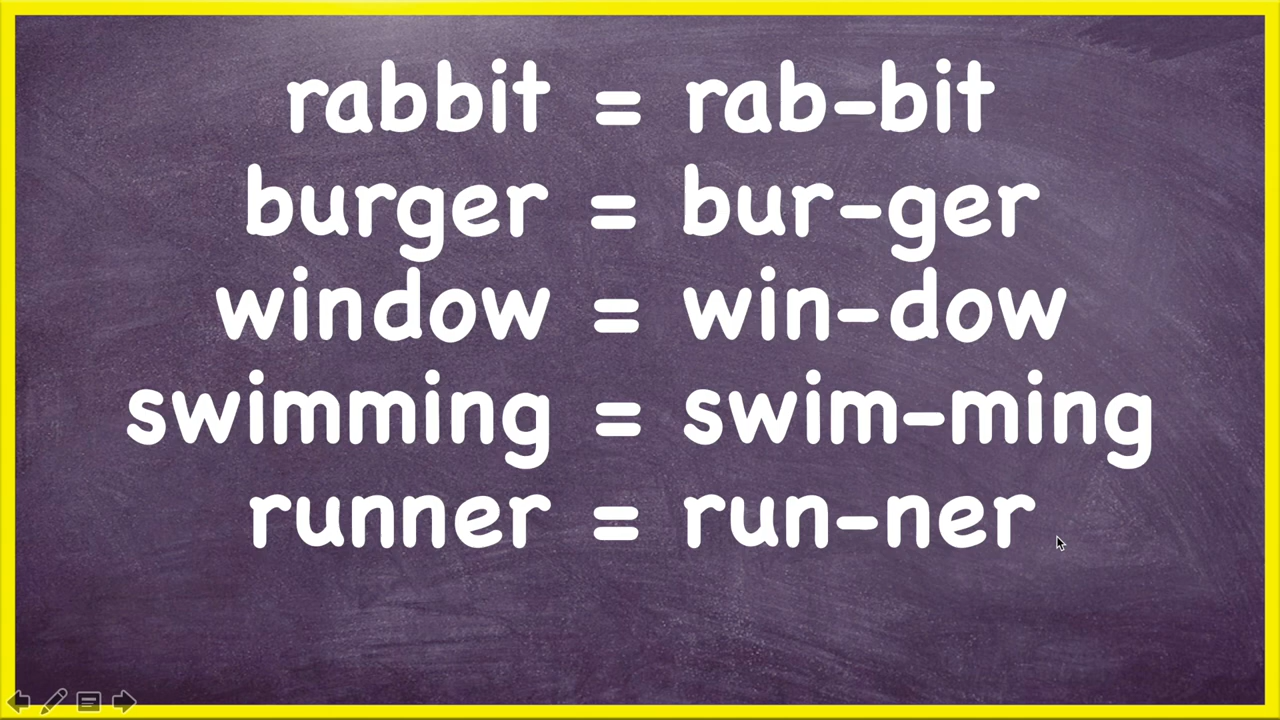 rabbit = rab-bit
burger = bur-ger
window = win-dow
swimming = swim-ming
runner = run-ner